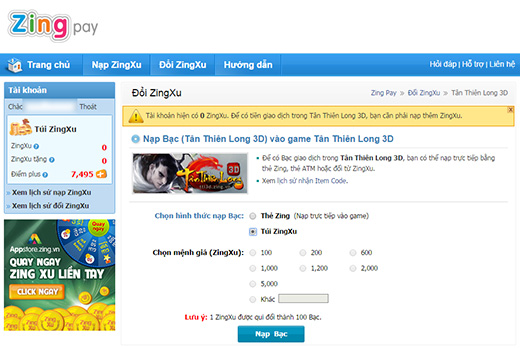 Zing pay
Trang chủ
Nạp ZingXu
Đổi ZingXu
Hướng dẫn
Hỏi đáp | Hỗ trợ | Liên hệ
Tài khoản
Chác
Thoát
Túi ZingXu
ZingXu 0
ZingXu tặng 0
Điểm plus 7,495
» Xem lịch sử nạp ZingXu
» Xem lịch sử đổi ZingXu
Appstore.zing.vn
QUAY NGAY
ZING XU LIỀN TAY
CLICK NGAY
Đổi ZingXu
Zing Pay » Đổi ZingXu » Tân Thiên Long 3D
Tài khoản hiện có 0 ZingXu. Để có tiền giao dịch trong Tân Thiên Long 3D, bạn cần phải nạp thêm ZingXu.
Nạp Bạc (Tân Thiên Long 3D) vào game Tân Thiên Long 3D
Tân Thiên Long 3D
Để có Bạc giao dịch trong Tân Thiên Long 3D, bạn có thể nạp trực tiếp bằng
thẻ Zing, thẻ ATM hoặc đổi từ ZingXu.
Xem lịch sử nhận Item Code.
Chọn hình thức nạp Bạc:
Thẻ Zing (Nạp trực tiếp vào game)
Túi ZingXu
Chọn mệnh giá (ZingXu):
100 200 600
1,000 1,200 2,000
5,000
Khác
Lưu ý: 1 ZingXu được qui đổi thành 100 Bạc.
Nạp Bạc